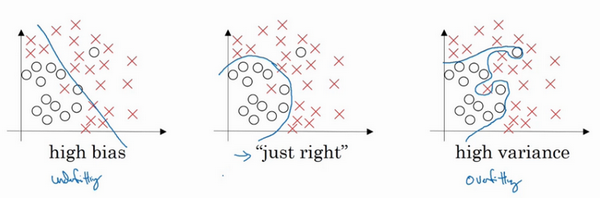 high bias
"just right"
high variance
underfitting
overfitting